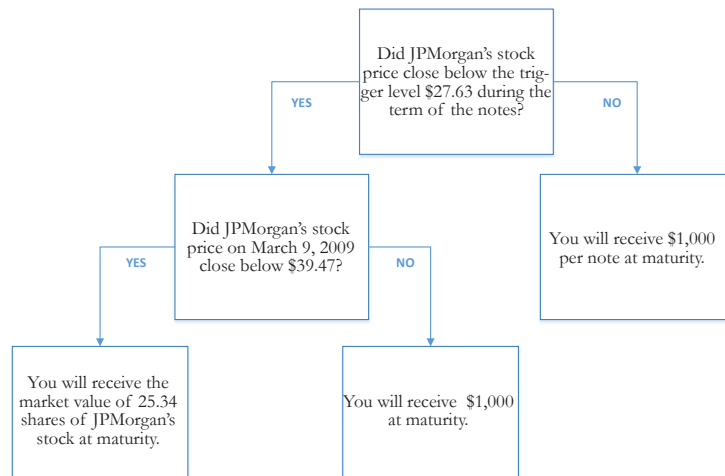 Did JPMorgan's stock
price close below the trig-
ger level $27.63 during the
term of the notes?
YES
NO
Did JPMorgan's stock
price on March 9, 2009
close below $39.47?
You will receive $1,000
per note at maturity.
YES
NO
You will receive the
market value of 25.34
shares of JPMorgan's
stock at maturity.
You will receive $1,000
at maturity.